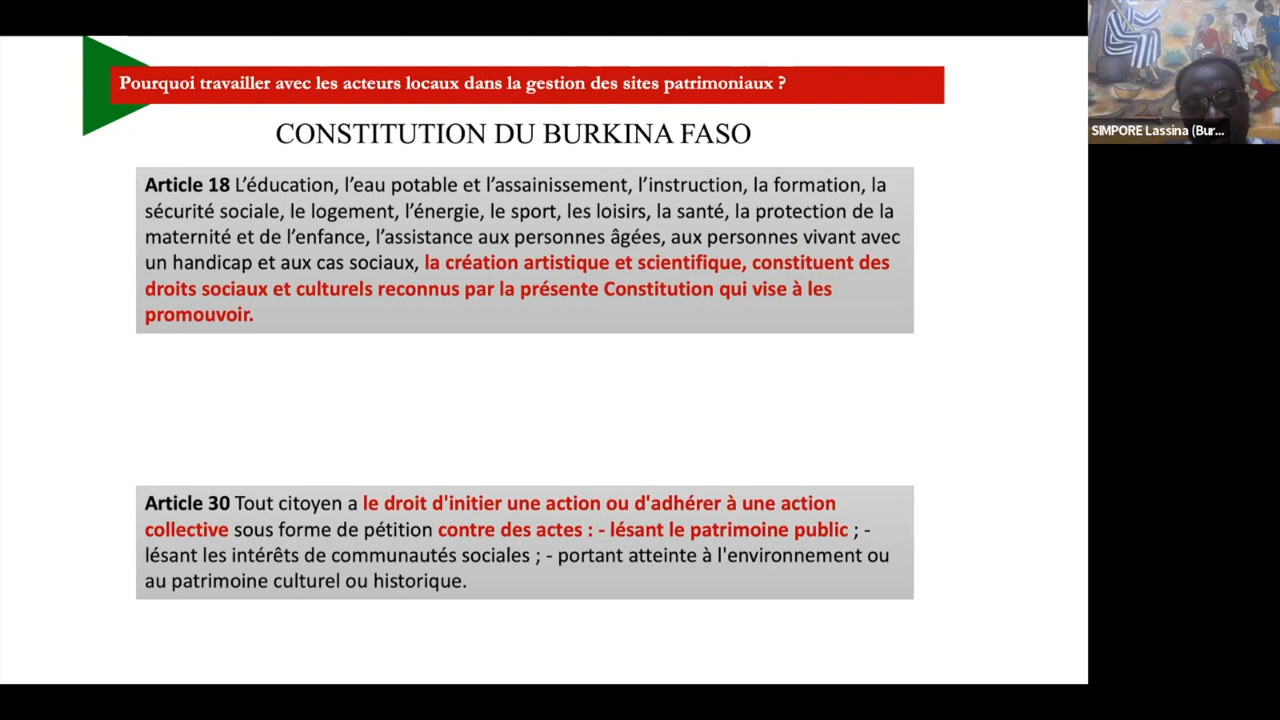 Pourquoi travailler avec les acteurs locaux dans la gestion des sites patrimoniaux ?
CONSTITUTION DU BURKINA FASO
Article 18 L’éducation, l’eau potable et l’assainissement, l’instruction, la formation, la
sécurité sociale, le logement, l’énergie, le sport, les loisirs, la santé, la protection de la
maternité et de l’enfance, l’assistance aux personnes âgées, aux personnes vivant avec
un handicap et aux cas sociaux, la création artistique et scientifique, constituent des
droits sociaux et culturels reconnus par la présente Constitution qui vise à les
promouvoir.
Article 30 Tout citoyen a le droit d'initier une action ou d'adhérer à une action
collective sous forme de pétition contre des actes : - lésant le patrimoine public ; -
lésant les intérêts de communautés sociales ; - portant atteinte à l'environnement ou
au patrimoine culturel ou historique.
SIMPORE Lassina (Bur...